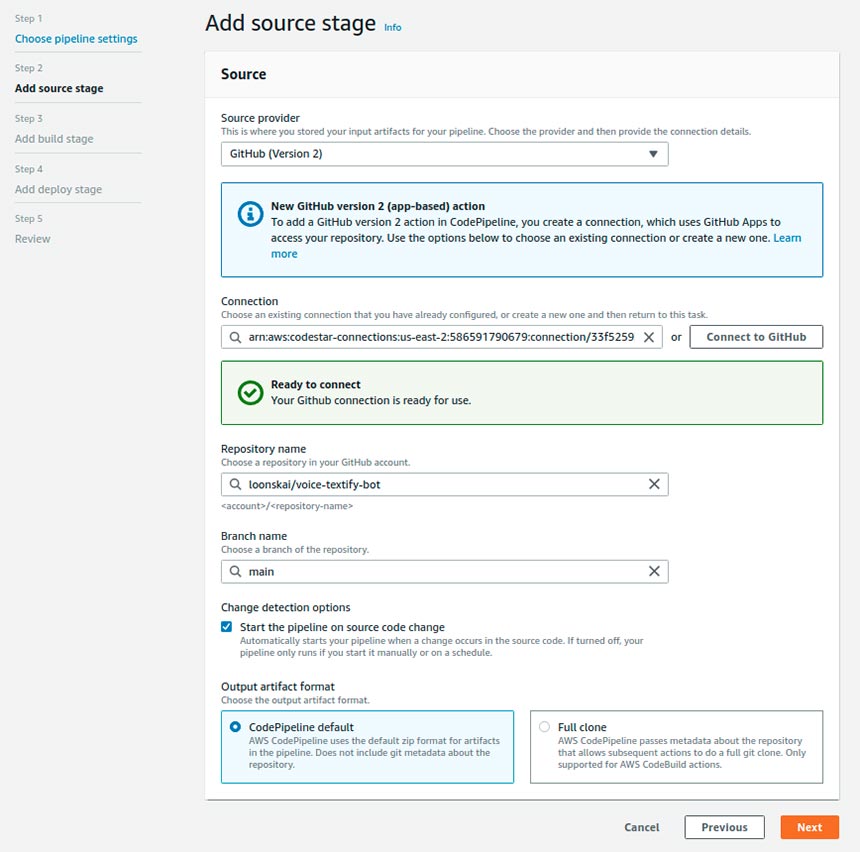 Step 1
Choose pipeline settings
Step 2
Add source stage
Step 3
Add build stage
Step 4
Add deploy stage
Step 5
Review
Add source stage Info
Source
Source provider
This is where you stored your input artifacts for your pipeline. Choose the provider and then provide the connection details.
GitHub (Version 2)
New GitHub version 2 (app-based) action
To add a GitHub version 2 action in CodePipeline, you create a connection, which uses GitHub Apps to
access your repository. Use the options below to choose an existing connection or create a new one. Learn
more
Connection
Choose an existing connection that you have already configured, or create a new one and then return to this task.
arn:aws:codestar-connections:us-east-2:586591790679:connection/33f5259 or Connect to GitHub
Ready to connect
Your Github connection is ready for use.
Repository name
Choose a repository in your GitHub account.
loonskai/voice-textify-bot
<account>/<repository-name>
Branch name
Choose a branch of the repository.
main
Change detection options
Start the pipeline on source code change
Automatically starts your pipeline when a change occurs in the source code. If turned off, your
pipeline only runs if you start it manually or on a schedule.
Output artifact format
Choose the output artifact format.
CodePipeline default
AWS CodePipeline uses the default zip format for artifacts
in the pipeline. Does not include git metadata about the
repository.
Full clone
AWS CodePipeline passes metadata about the repository
that allows subsequent actions to do a full git clone. Only
supported for AWS CodeBuild actions.
Cancel Previous Next